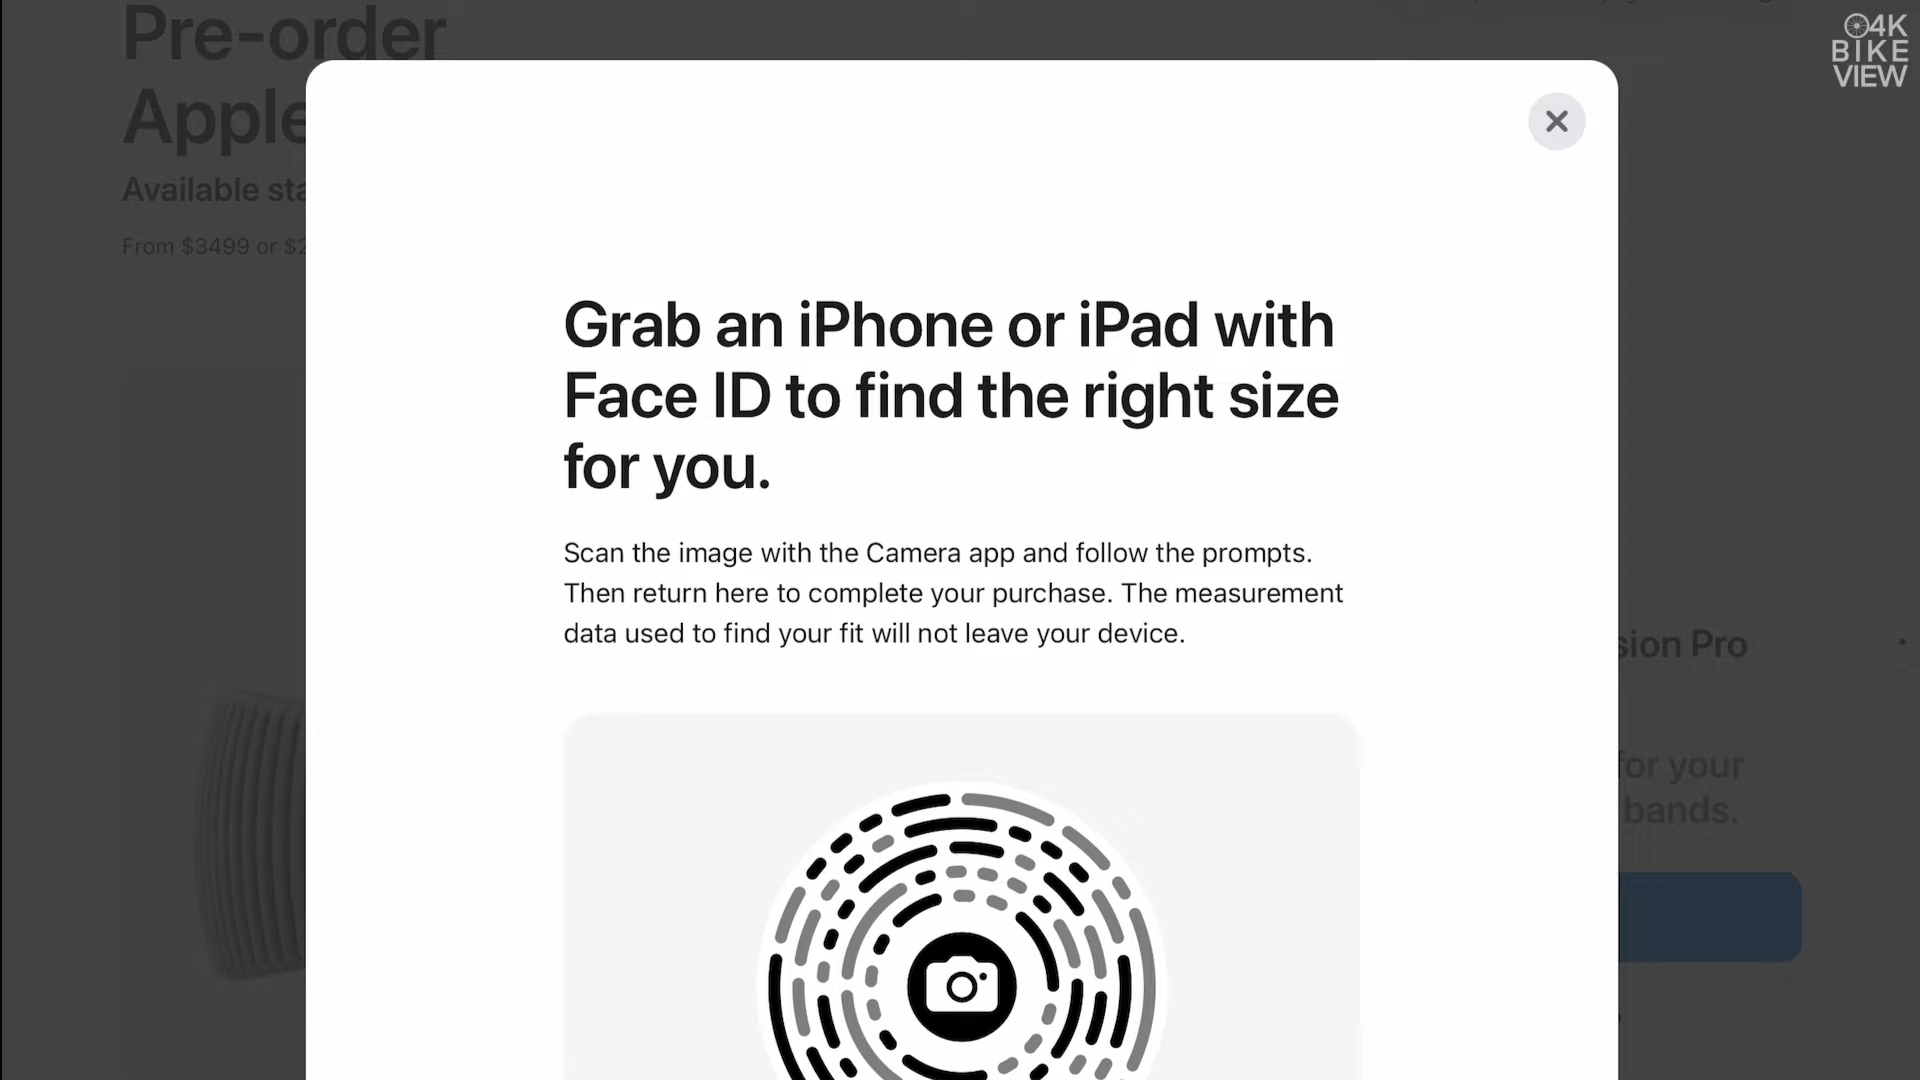 Pre-order
Apple
Available sta
From $3499 or $2
4K
BIKE
VIEW
Grab an iPhone or iPad with
Face ID to find the right size
for you.
Scan the image with the Camera app and follow the prompts.
Then return here to complete your purchase. The measurement
data used to find your fit will not leave your device.
sion Pro
for your
bands.